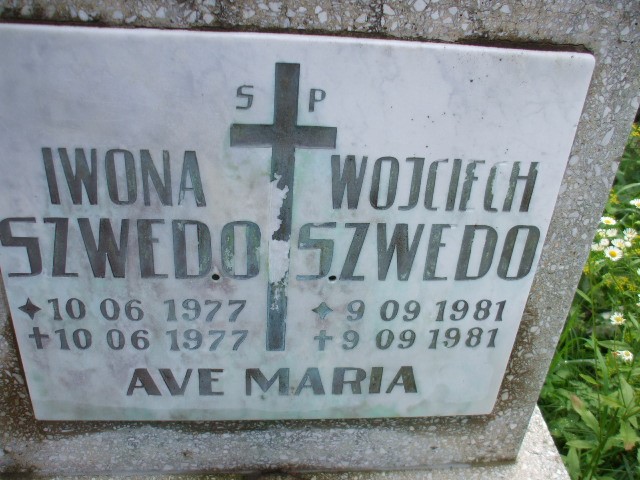 S P
IWONA WOJCIECH
SZWEDO SZWEDO
10 06 1977 9 09 1981
10 06 1977 9 09 1981
AVE MARIA